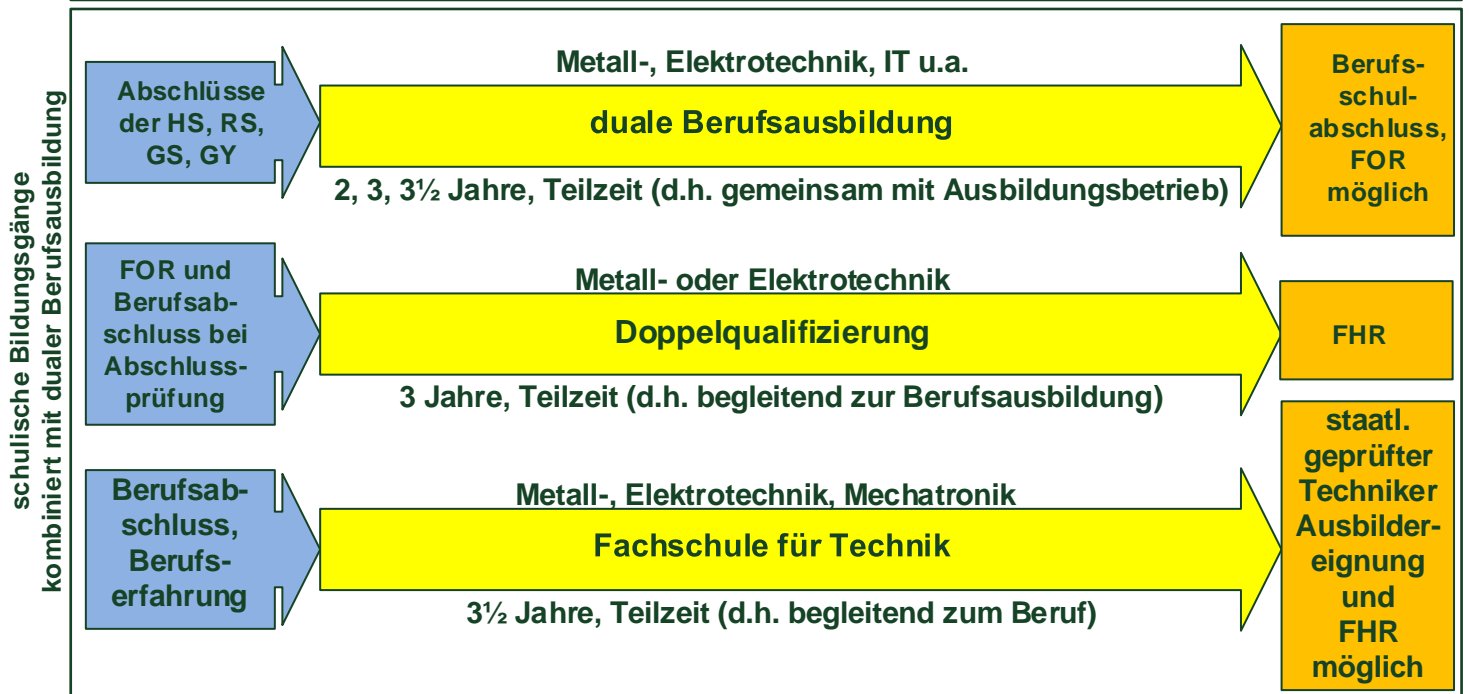 schulische Bildungsgänge
kombiniert mit dualer Berufsausbildung
Abschlüsse
der HS, RS,
GS, GY
Metall-, Elektrotechnik, IT u.a.
duale Berufsausbildung
2, 3, 3½ Jahre, Teilzeit (d.h. gemeinsam mit Ausbildungsbetrieb)
Berufs-
schul-
abschluss,
FOR
möglich
FOR und
Berufsab-
schluss bei
Abschluss-
prüfung
Metall- oder Elektrotechnik
Doppelqualifizierung
3 Jahre, Teilzeit (d.h. begleitend zur Berufsausbildung)
FHR
Berufsab-
schluss,
Berufs-
erfahrung
Metall-, Elektrotechnik, Mechatronik
Fachschule für Technik
3½ Jahre, Teilzeit (d.h. begleitend zum Beruf)
staatl.
geprüfter
Techniker
Ausbilder-
eignung
und
FHR
möglich